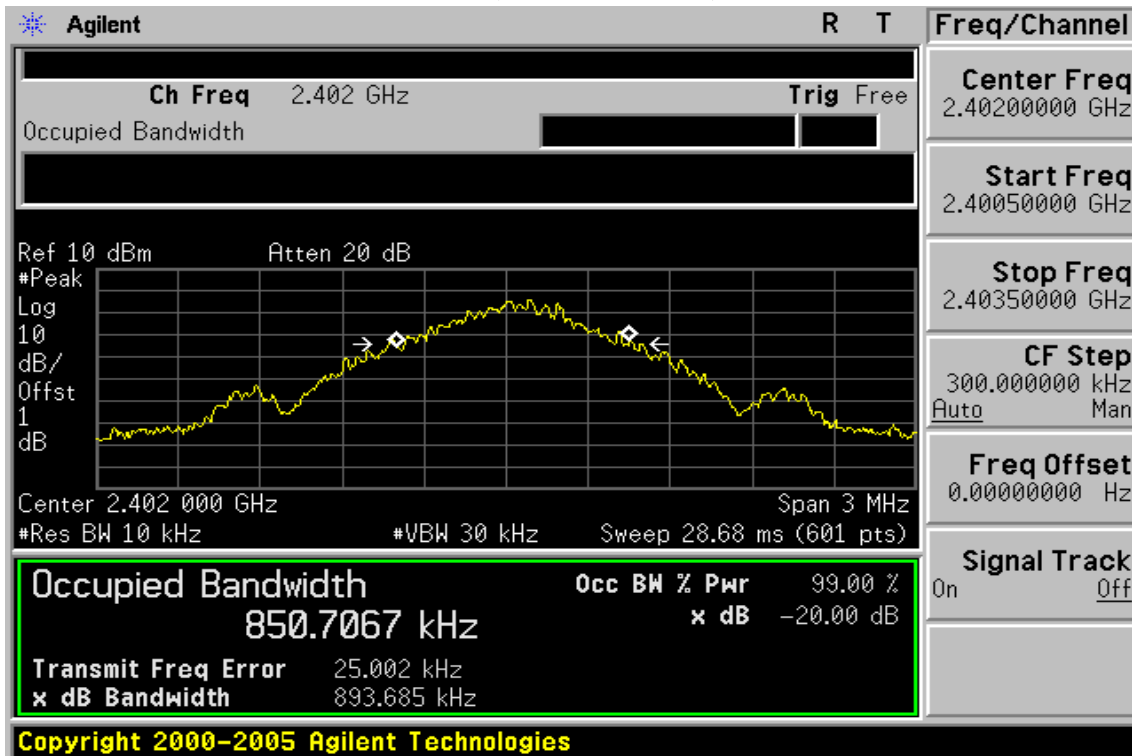 Agilent R T Freq/Channel
Ch Freq 2.402 GHz Trig Free
Occupied Bandwidth
Center Freq
2.40200000 GHz
Start Freq
2.40050000 GHz
Stop Freq
2.40350000 GHz
CF Step
300.000000 kHz
Auto Man
Freq Offset
0.00000000 Hz
Signal Track
On Off
Ref 10 dBm Atten 20 dB
#Peak
Log
10
dB/
Offst
1
dB
Center 2.402 000 GHz Span 3 MHz
#Res BW 10 kHz #VBW 30 kHz Sweep 28.68 ms (601 pts)
Occupied Bandwidth
850.7067 kHz
Occ BW % Pwr 99.00 %
x dB -20.00 dB
Transmit Freq Error 25.002 kHz
x dB Bandwidth 893.685 kHz
Copyright 2000-2005 Agilent Technologies